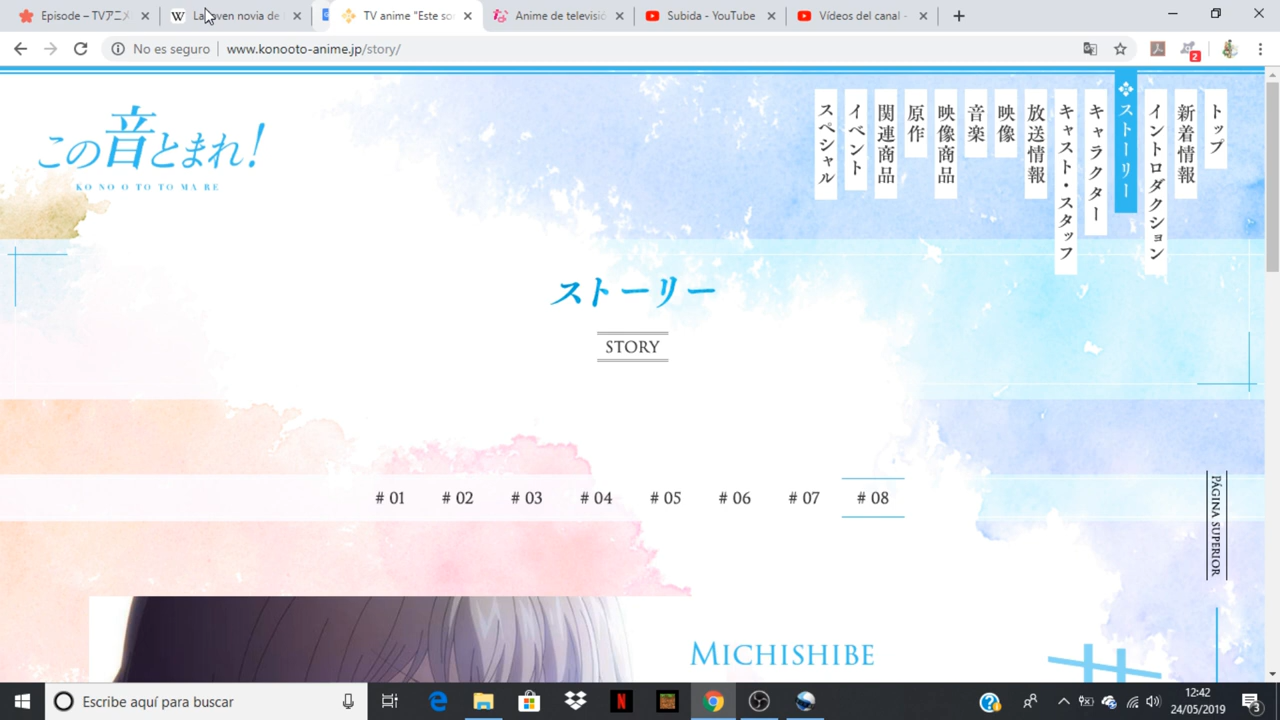 Episode – TVアニメ
La joven novia de
TV anime “Este son
Anime de televisió
Subida - YouTube
Vídeos del canal -
No es seguro
www.konooto-anime.jp/story/
2
この音とまれ!
KO NO O TO TO MA RE
トップ
新着情報
イントロダクション
ストーリー
キャラクター
キャスト・スタッフ
放送情報
映像
音楽
映像商品
原作
関連商品
イベント
スペシャル
ストーリー
STORY
# 01
# 02
# 03
# 04
# 05
# 06
# 07
# 08
PÁGINA SUPERIOR
MICHISHIBE
Escribe aquí para buscar
12:42
24/05/2019
3